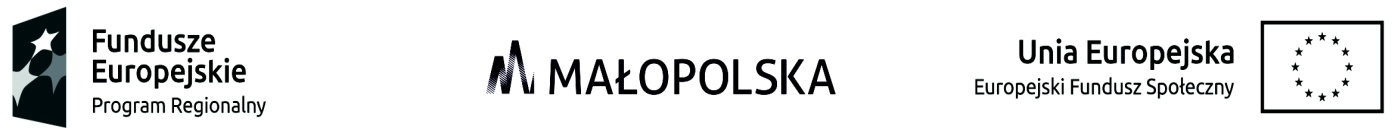 Fundusze
Europejskie
Program Regionalny
MAŁOPOLSKA
Unia Europejska
Europejski Fundusz Społeczny